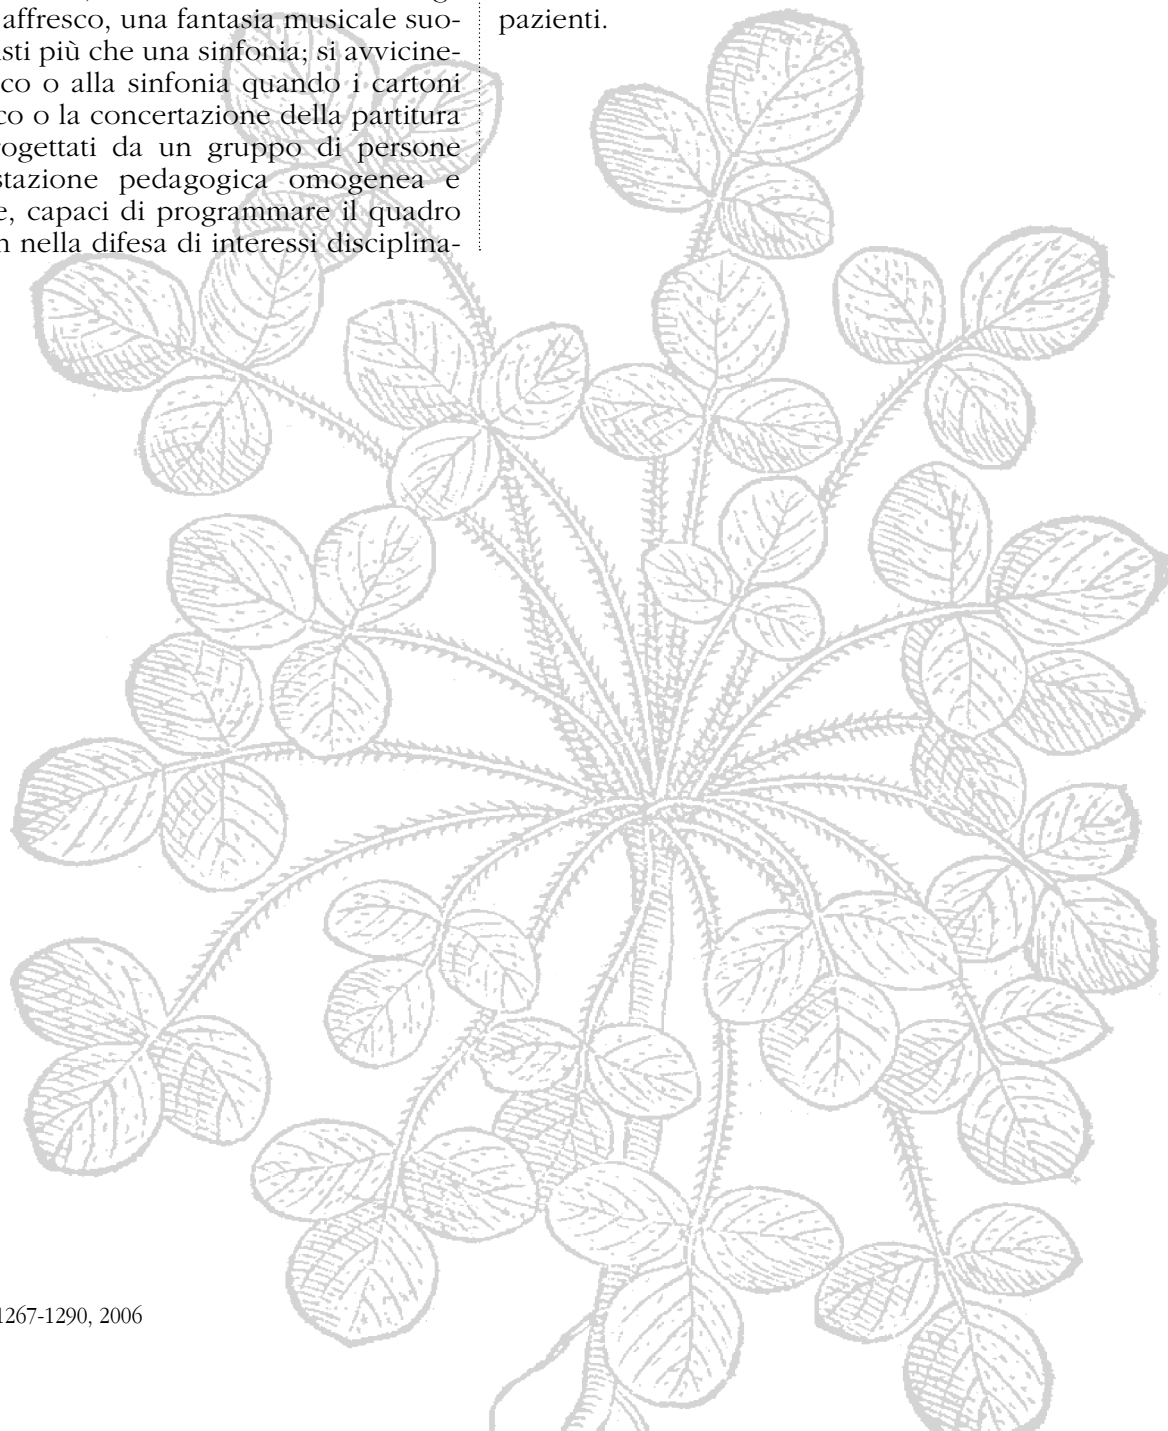 affresco, una fantasia musicale suo-
sti più che una sinfonia; si avvicine-
co o alla sinfonia quando i cartoni
co o la concertazione della partitura
rogettati da un gruppo di persone
stazione pedagogica omogenea e
e, capaci di programmare il quadro
n nella difesa di interessi disciplina-
pazienti.
1267-1290, 2006